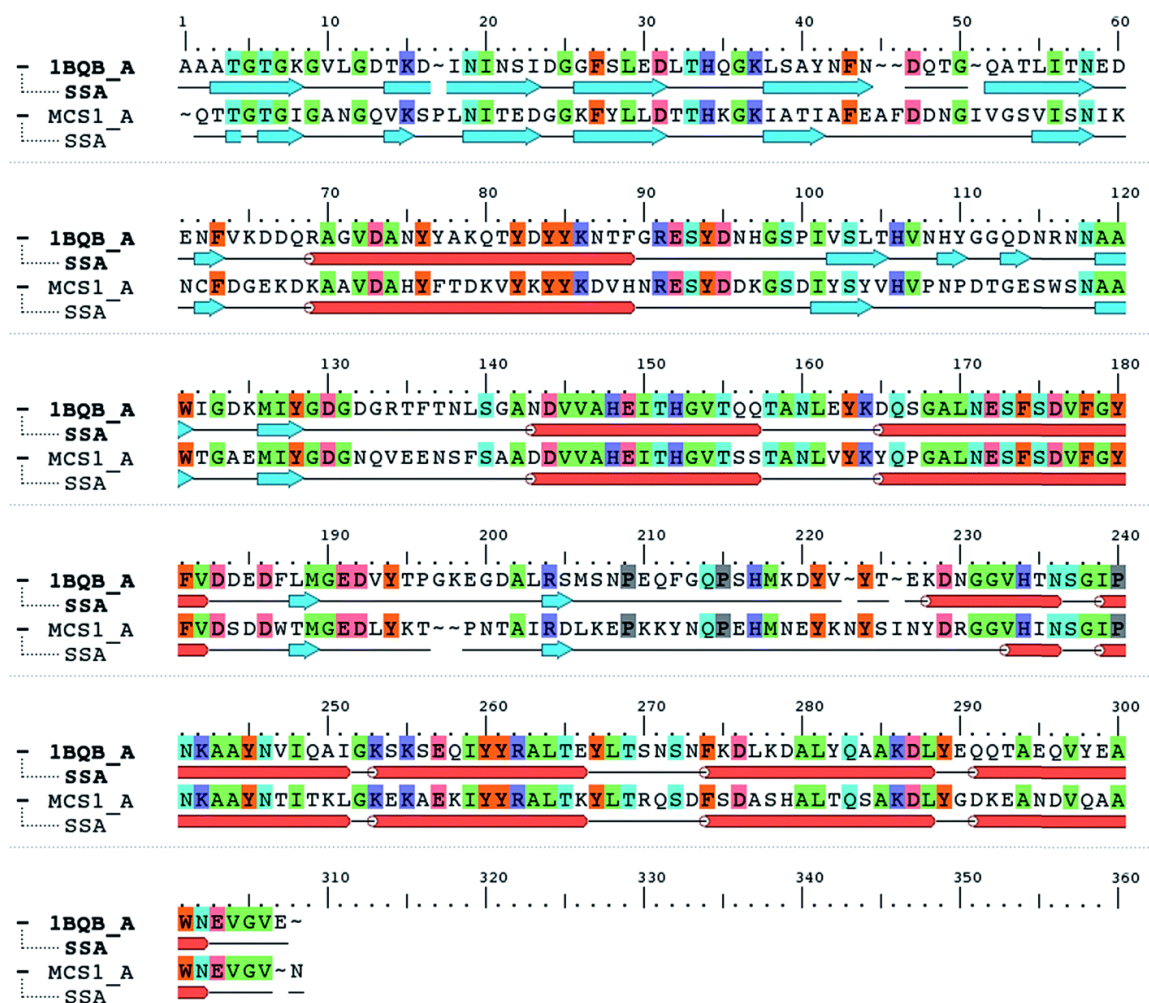 1 10 20 30 40 50 60
1BQB_A AAATGTGKGVLGDTKD~ININSIDGGFSLEDLTHQGKLSAYNFN~~DQTG~QATLITNED
SSA
MCS1_A ~QTTGTGIGANGQVKSPLNITEDGGKFYLLDTTHKGKIATIAFEAFDDNGIVGSVISNIK
SSA
70 80 90 100 110 120
1BQB_A ENFVKDDQRAGVDANYYAKQTYDYYKNTFGRESYDNHGSPIVSLTHVNHYGGQDNRNNAA
SSA
MCS1_A NCFDGEKDKAAVDAHYFTDKVYKYYKDVHNRESYDDKGSDIYSYVHVPNPDTGESWSNAA
SSA
130 140 150 160 170 180
1BQB_A WIGDKMIYGDGDGRTFTNLSGANDVVAHEITHGVTQQTANLEYKDQSGALNESFSDVFGY
SSA
MCS1_A WTGAEMIYGDGNQVEENSFSAADDVVAHEITHGVTSSTANLVYKYQPGALNESFSDVFGY
SSA
190 200 210 220 230 240
1BQB_A FVDDEDFLMGEDVYTPGKEGDALRSMSNPEQFGQPSHMKDYV~YT~EKDNGGVHTNSGIP
SSA
MCS1_A FVDSDDWTMGEDLYKT~~PNTAIRDLKEPKKYNQPEHMNEYKNYSINYDRGGVHINSGIP
SSA
250 260 270 280 290 300
1BQB_A NKAAYNVIQAIGKSKSEQIYYRALTEYLTSNSNFKDLKDALYQAAKDLYEQQTAEQVYEA
SSA
MCS1_A NKAAYNTITKLGKEKAEKIYYRALTKYLTRQSDFSDASHALTQSAKDLYGDKEANDVQAA
SSA
310 320 330 340 350 360
1BQB_A WNEVGVE~
SSA
MCS1_A WNEVGV~N
SSA